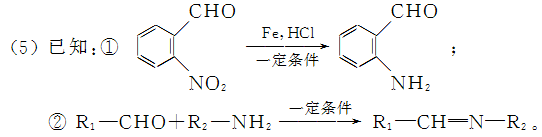 (5) 已知:① CHO NO₂ Fe,HCl 一定条件 CHO NH₂ ;
② R₁—CHO+R₂—NH₂ 一定条件 R₁—CH=N—R₂。